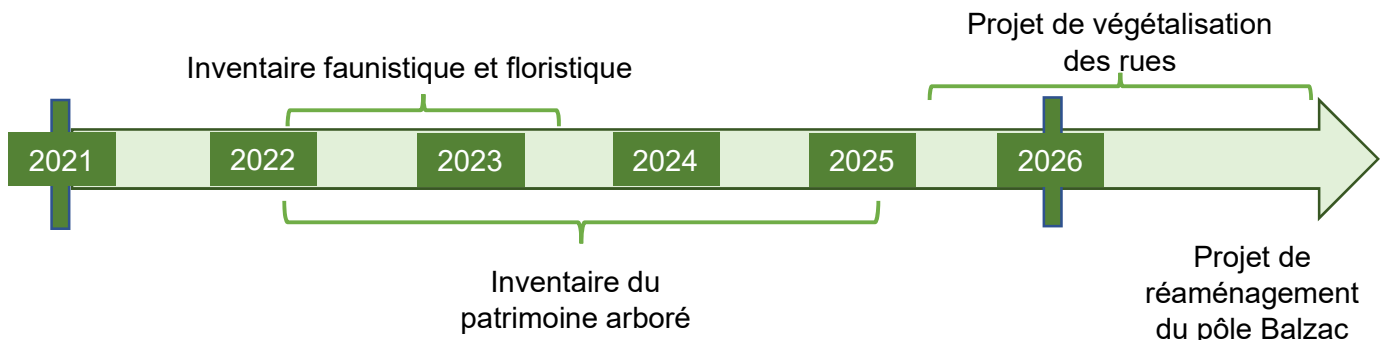 Projet de végétalisation
des rues
Inventaire faunistique et floristique
2021
2022
2023
2024
2025
2026
Inventaire du
patrimoine arboré
Projet de
réaménagement
du pôle Balzac